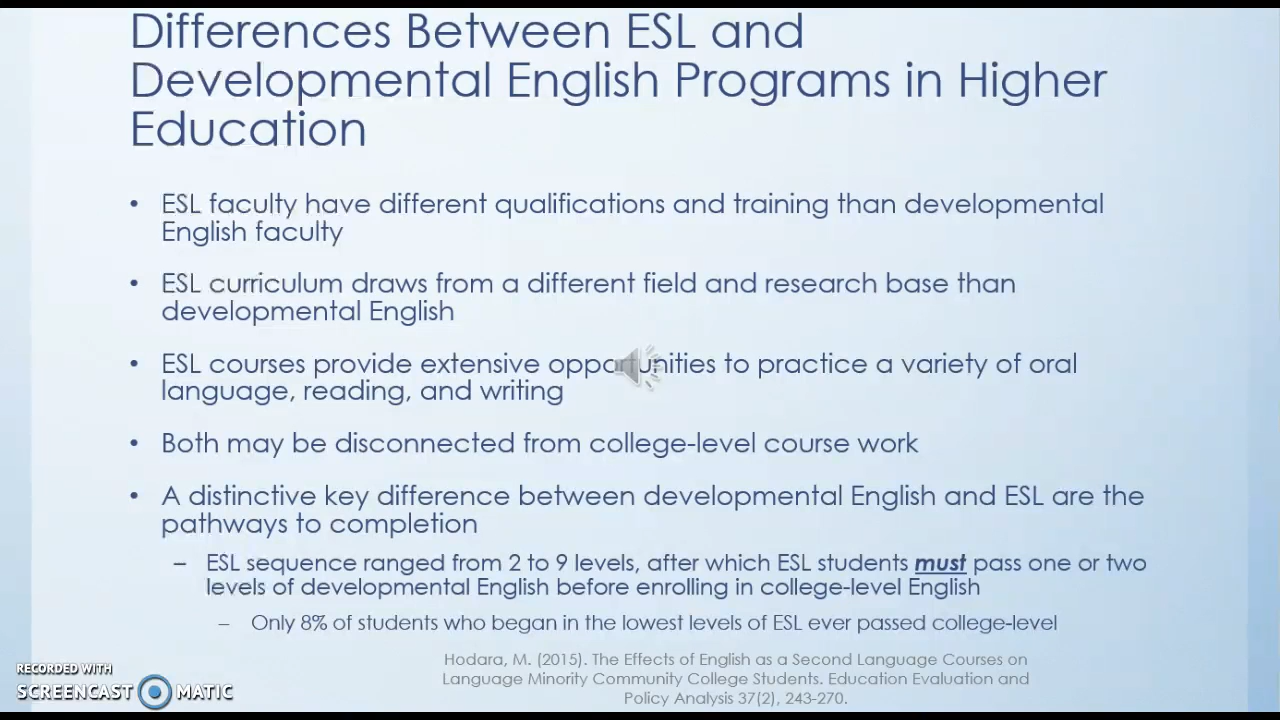 Differences Between ESL and
Developmental English Programs in Higher
Education
• ESL faculty have different qualifications and training than developmental
English faculty
• ESL curriculum draws from a different field and research base than
developmental English
• ESL courses provide extensive opportunities to practice a variety of oral
language, reading, and writing
• Both may be disconnected from college-level course work
• A distinctive key difference between developmental English and ESL are the
pathways to completion
– ESL sequence ranged from 2 to 9 levels, after which ESL students must pass one or two
levels of developmental English before enrolling in college-level English
– Only 8% of students who began in the lowest levels of ESL ever passed college-level
Hodara, M. (2015). The Effects of English as a Second Language Courses on
Language Minority Community College Students. Education Evaluation and
Policy Analysis 37(2), 243-270.
RECORDED WITH
SCREENCAST MATIC